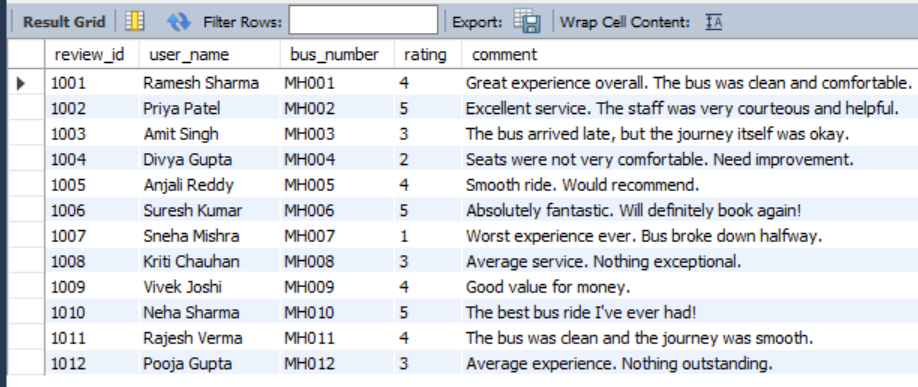 Result Grid Filter Rows: Export: Wrap Cell Content: IA
review_id user_name bus_number rating comment
1001 Ramesh Sharma MH001 4 Great experience overall. The bus was clean and comfortable.
1002 Priya Patel MH002 5 Excellent service. The staff was very courteous and helpful.
1003 Amit Singh MH003 3 The bus arrived late, but the journey itself was okay.
1004 Divya Gupta MH004 2 Seats were not very comfortable. Need improvement.
1005 Anjali Reddy MH005 4 Smooth ride. Would recommend.
1006 Suresh Kumar MH006 5 Absolutely fantastic. Will definitely book again!
1007 Sneha Mishra MH007 1 Worst experience ever. Bus broke down halfway.
1008 Kriti Chauhan MH008 3 Average service. Nothing exceptional.
1009 Vivek Joshi MH009 4 Good value for money.
1010 Neha Sharma MH010 5 The best bus ride I've ever had!
1011 Rajesh Verma MH011 4 The bus was clean and the journey was smooth.
1012 Pooja Gupta MH012 3 Average experience. Nothing outstanding.